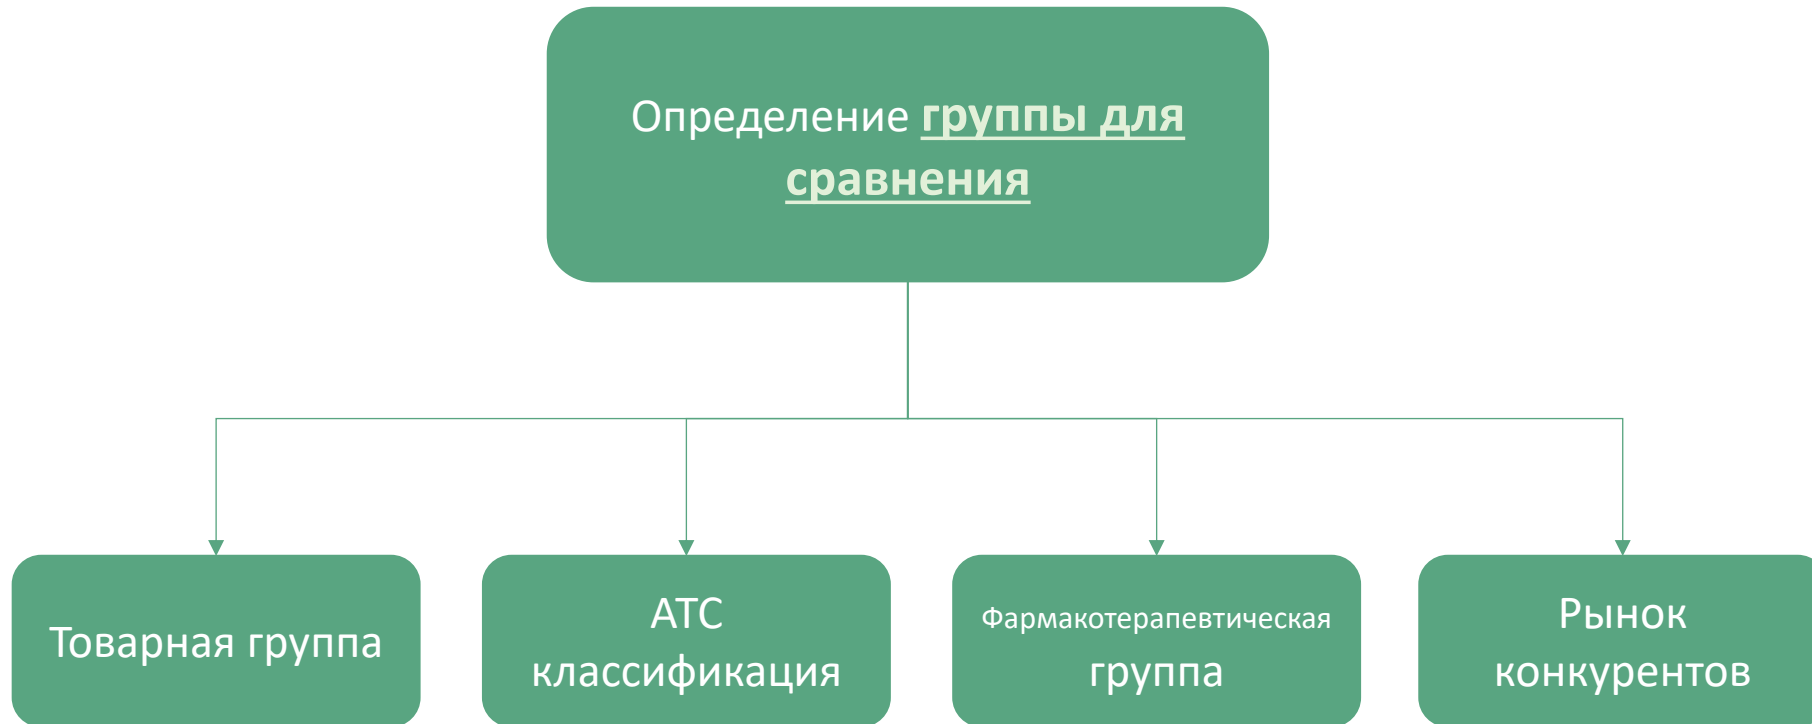 Определение группы для
сравнения
Товарная группа
АТС
классификация
Фармакотерапевтическая
группа
Рынок
конкурентов